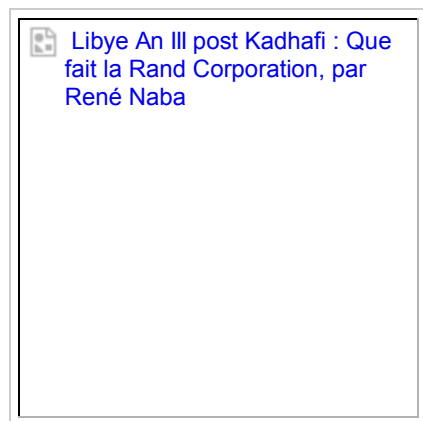 Libye An III post Kadhafi : Que
fait la Rand Corporation, par
René Naba